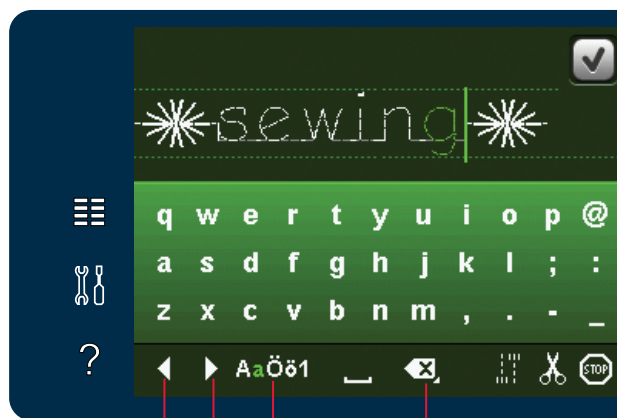 sewing
q w e r t y u i o p @
a s d f g h j k l ; :
z x c v b n m , . - _
? AaÖö1 STOP